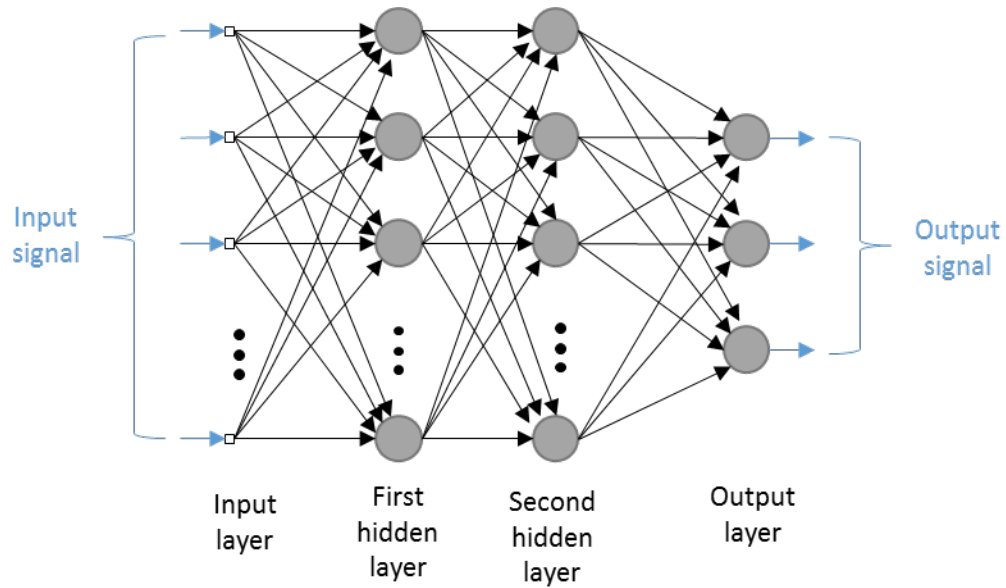 Input
signal
Output
signal
Input
layer
First
hidden
layer
Second
hidden
layer
Output
layer